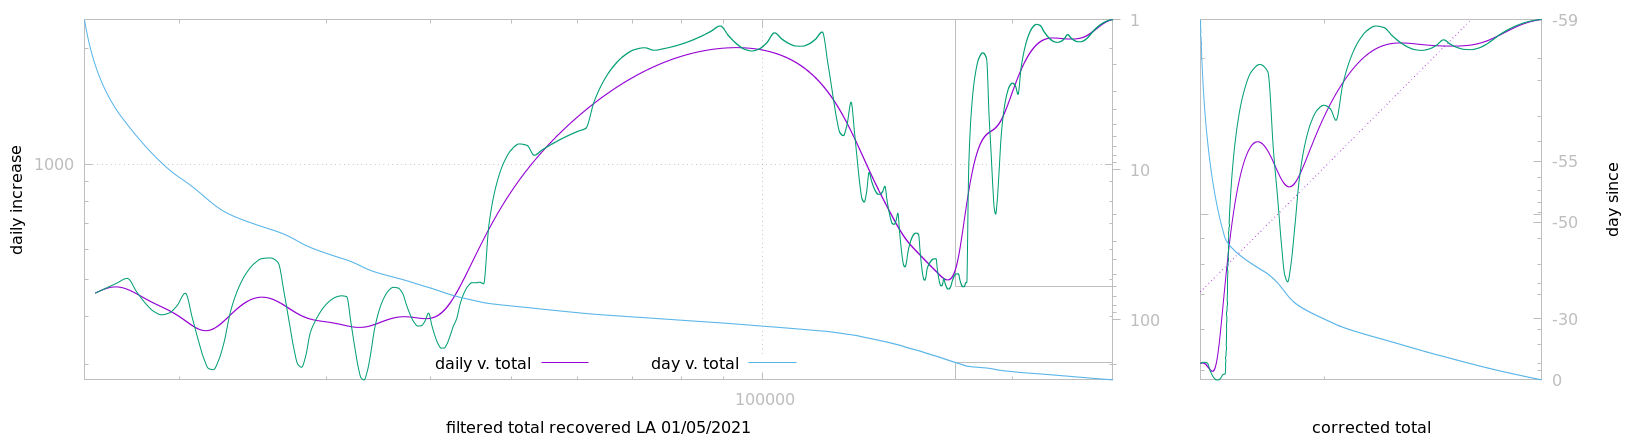 daily increase
1000
daily v. total
day v. total
100000
filtered total recovered LA 01/05/2021
1
10
100
-59
-55
-50
-30
0
day since
corrected total